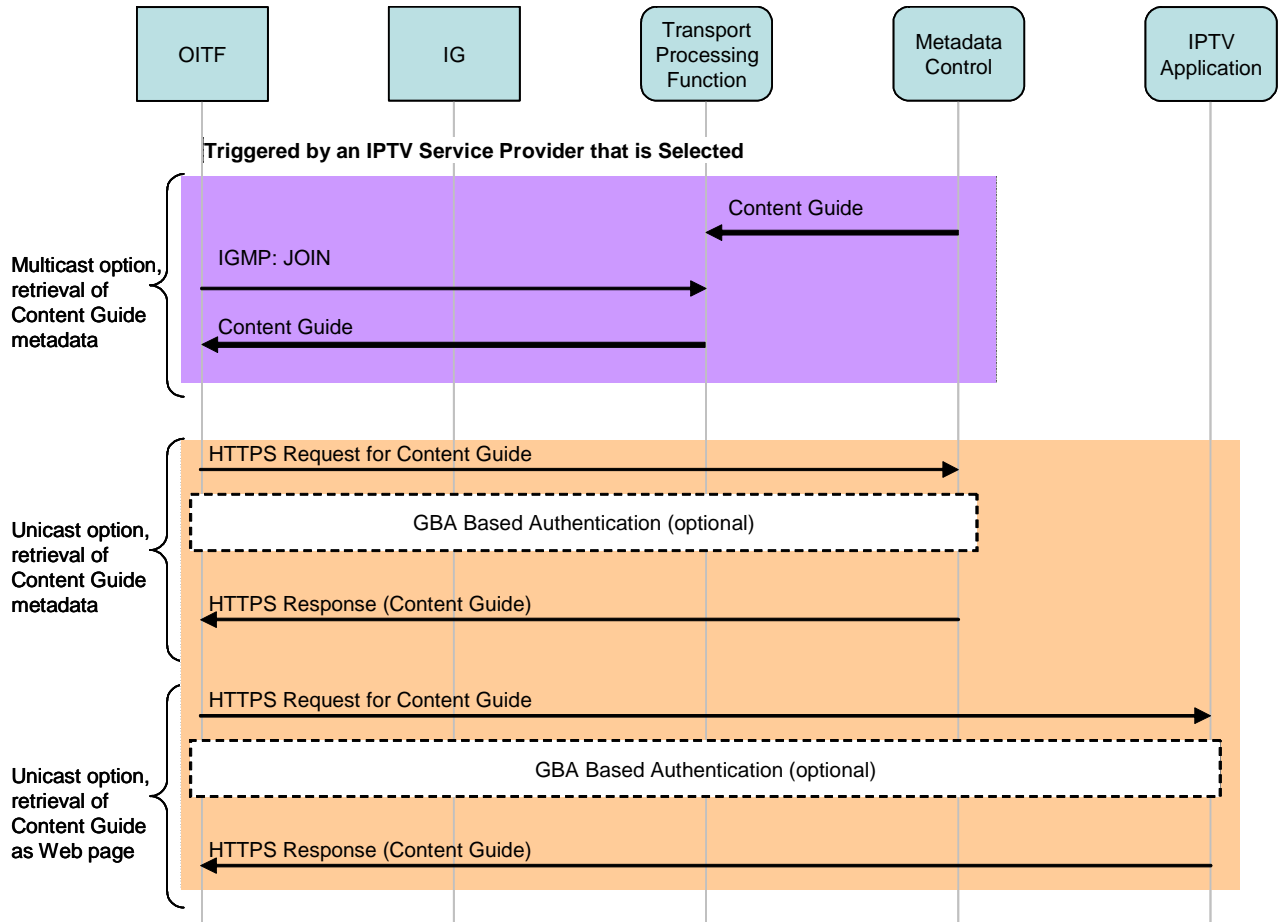 OITF
IG
Transport
Processing
Function
Metadada
Control
IPTV
Application
Triggered by an IPTV Service Provider that is Selected
Multicast option,
retrieval of
Content Guide
metadata
Content Guide
IGMP: JOIN
Content Guide
Unicast option,
retrieval of
Content Guide
metadata
HTTPS Request for Content Guide
GBA Based Authentication (optional)
HTTPS Response (Content Guide)
Unicast option,
retrieval of
Content Guide
as Web page
HTTPS Request for Content Guide
GBA Based Authentication (optional)
HTTPS Response (Content Guide)